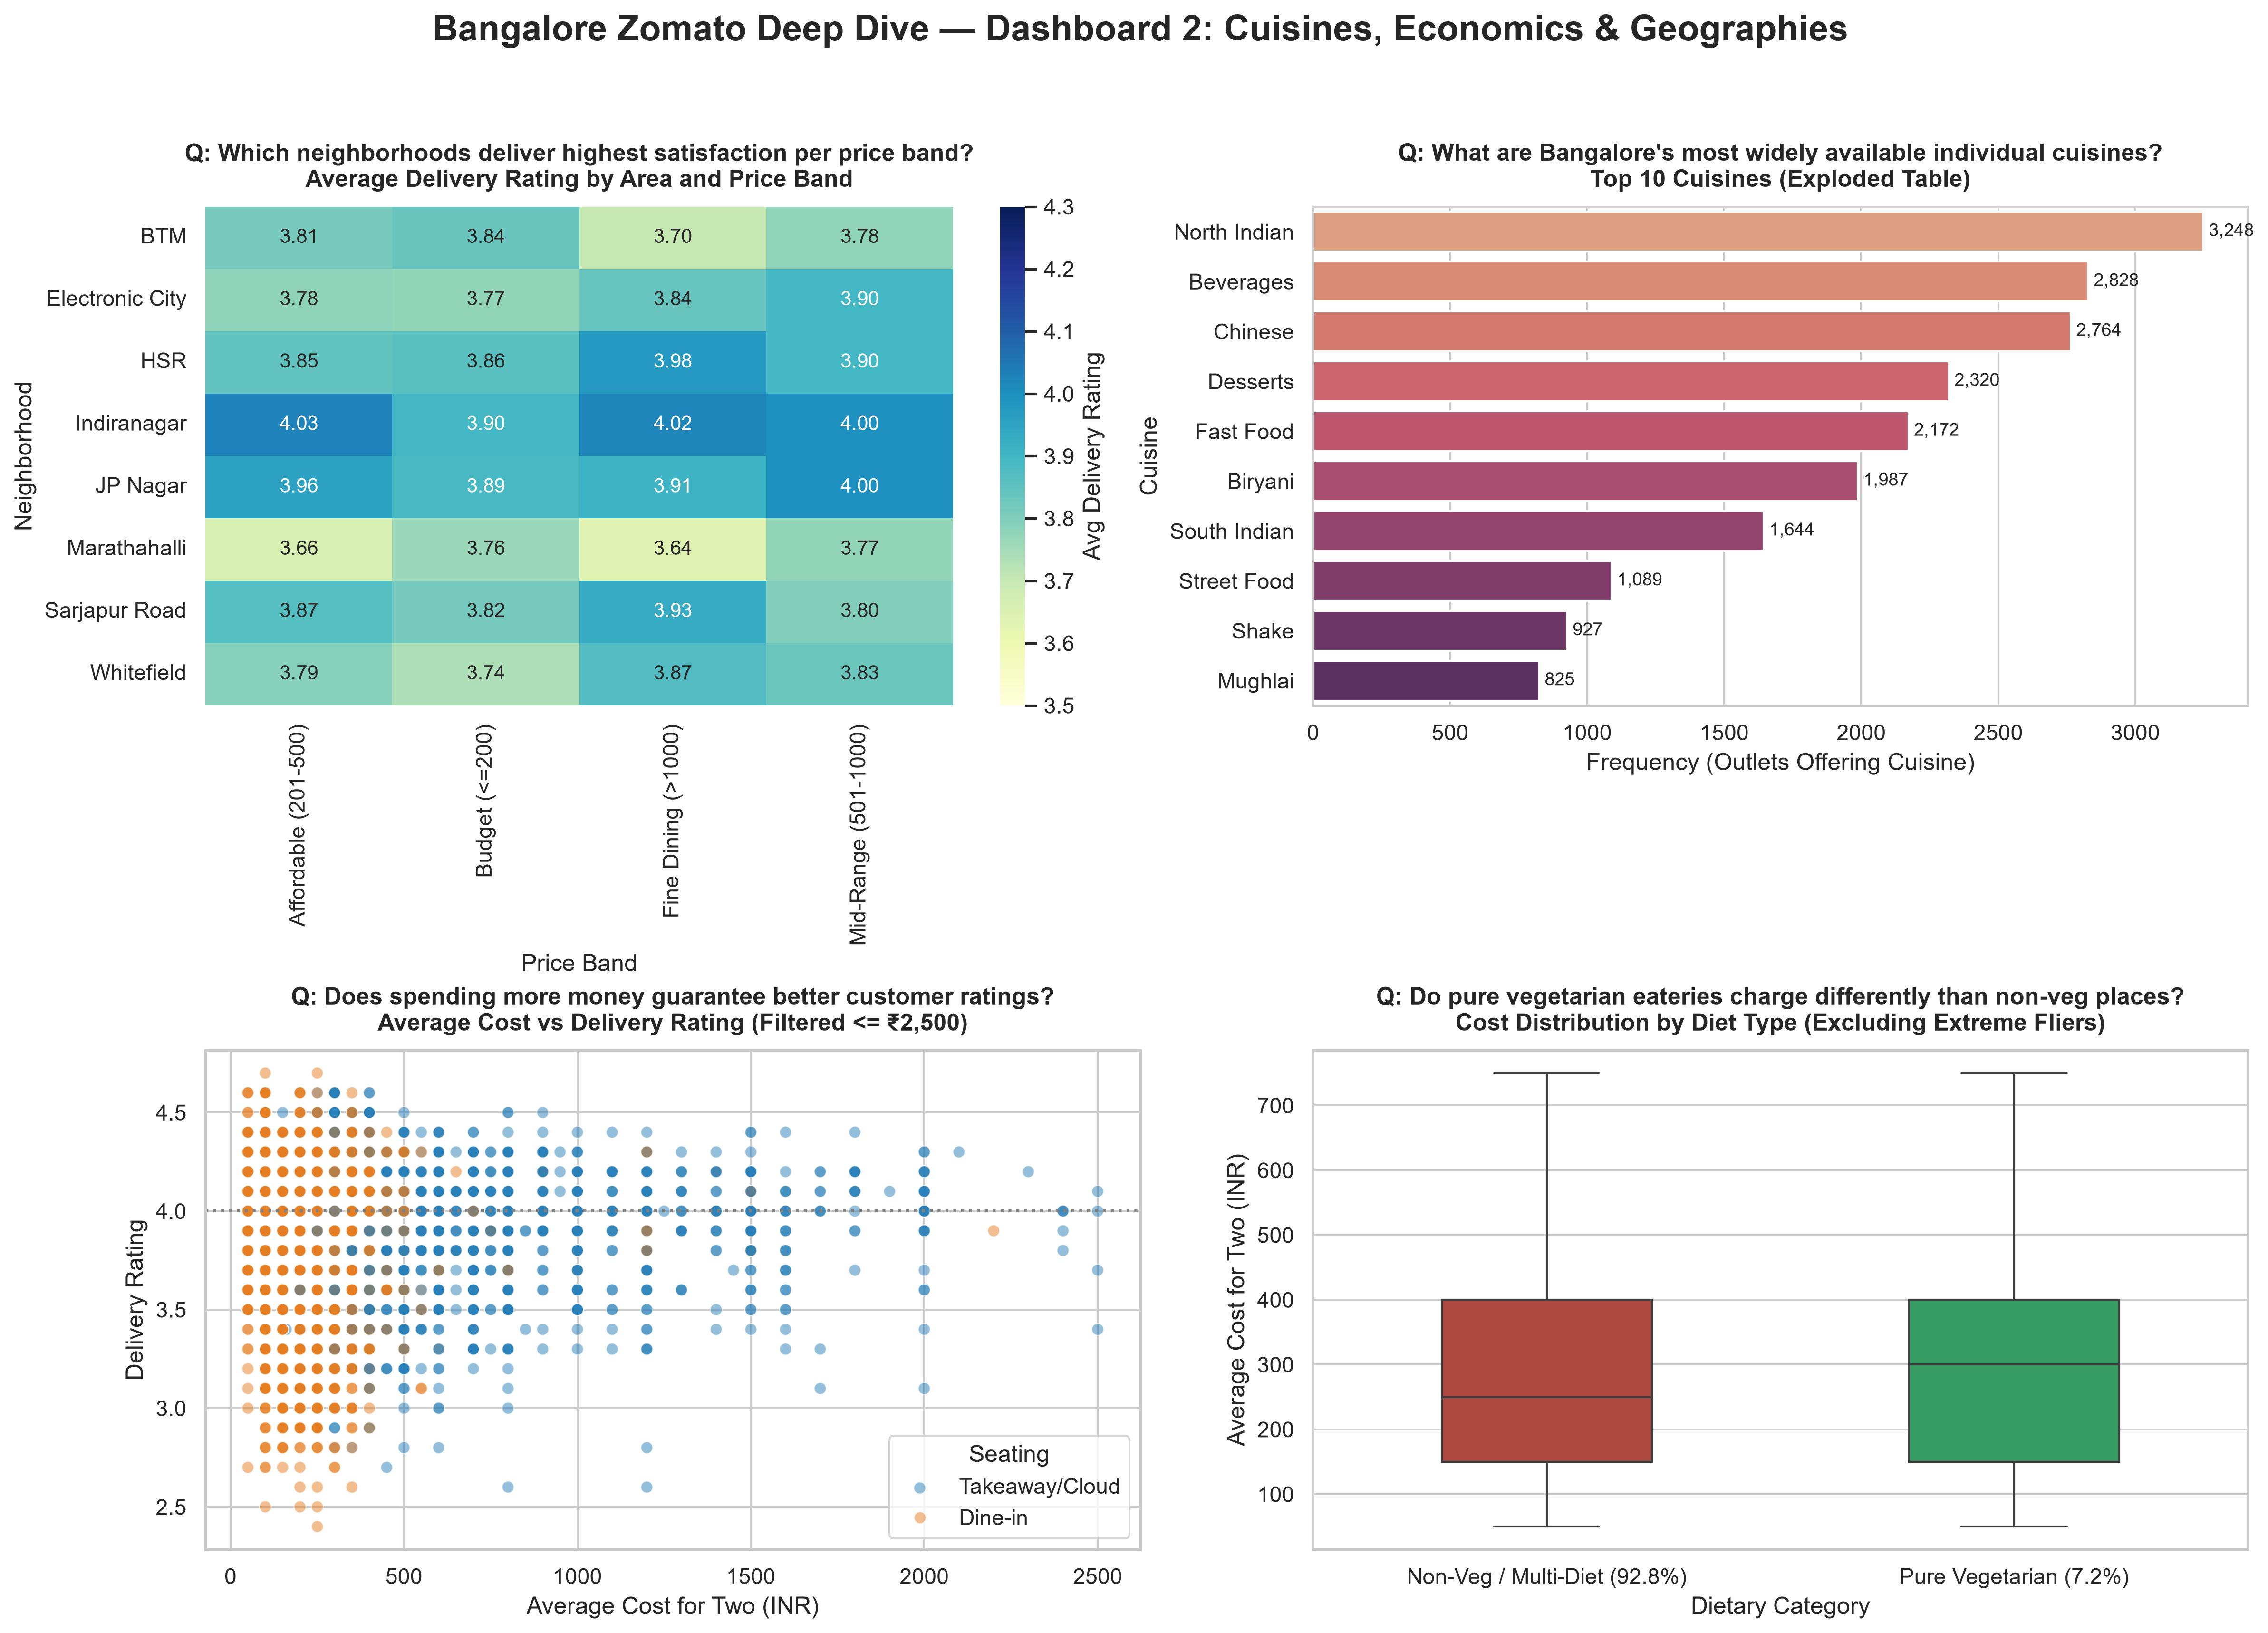 Bangalore Zomato Deep Dive — Dashboard 2: Cuisines, Economics & Geographies
Q: Which neighborhoods deliver highest satisfaction per price band?
Average Delivery Rating by Area and Price Band
Neighborhood
BTM 3.81 3.84 3.70 3.78
Electronic City 3.78 3.77 3.84 3.90
HSR 3.85 3.86 3.98 3.90
Indiranagar 4.03 3.90 4.02 4.00
JP Nagar 3.96 3.89 3.91 4.00
Marathahalli 3.66 3.76 3.64 3.77
Sarjapur Road 3.87 3.82 3.93 3.80
Whitefield 3.79 3.74 3.87 3.83
Affordable (201-500)
Budget (<=200)
Fine Dining (>1000)
Mid-Range (501-1000)
Price Band
4.3
4.2
4.1
4.0
3.9
3.8
3.7
3.6
3.5
Avg Delivery Rating
Q: What are Bangalore's most widely available individual cuisines?
Top 10 Cuisines (Exploded Table)
Cuisine
North Indian 3,248
Beverages 2,828
Chinese 2,764
Desserts 2,320
Fast Food 2,172
Biryani 1,987
South Indian 1,644
Street Food 1,089
Shake 927
Mughlai 825
0 500 1000 1500 2000 2500 3000
Frequency (Outlets Offering Cuisine)
Q: Does spending more money guarantee better customer ratings?
Average Cost vs Delivery Rating (Filtered <= ₹2,500)
Delivery Rating
4.5
4.0
3.5
3.0
2.5
Seating
Takeaway/Cloud
Dine-in
0 500 1000 1500 2000 2500
Average Cost for Two (INR)
Q: Do pure vegetarian eateries charge differently than non-veg places?
Cost Distribution by Diet Type (Excluding Extreme Fliers)
Average Cost for Two (INR)
700
600
500
400
300
200
100
Non-Veg / Multi-Diet (92.8%) Pure Vegetarian (7.2%)
Dietary Category